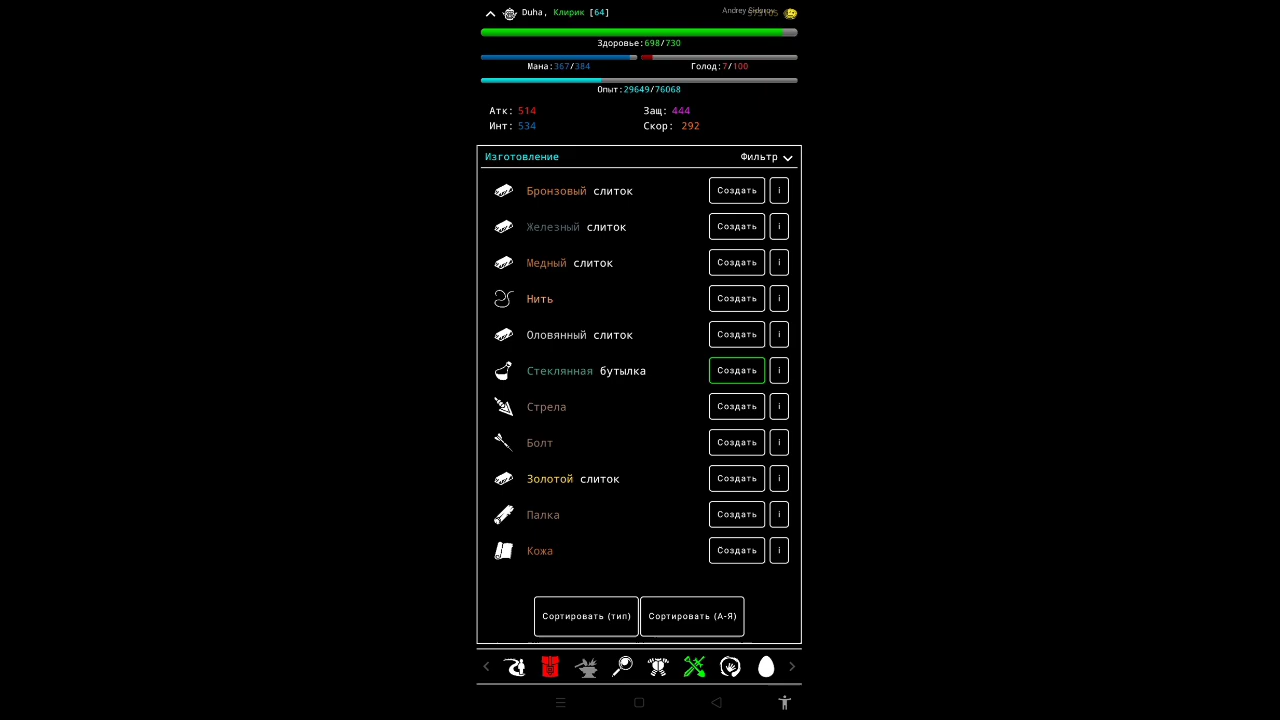 Duha, Клирик [64]
Andrey Sidorov
Здоровье:698/730
Мана:367/384 Голод:7/100
Опыт:29649/76068
Атк: 514 Защ: 444
Инт: 534 Скор: 292
Изготовление Фильтр
Бронзовый слиток Создать i
Железный слиток Создать i
Медный слиток Создать i
Нить Создать i
Оловянный слиток Создать i
Стеклянная бутылка Создать i
Стрела Создать i
Болт Создать i
Золотой слиток Создать i
Палка Создать i
Кожа Создать i
Сортировать (тип) Сортировать (А-Я)